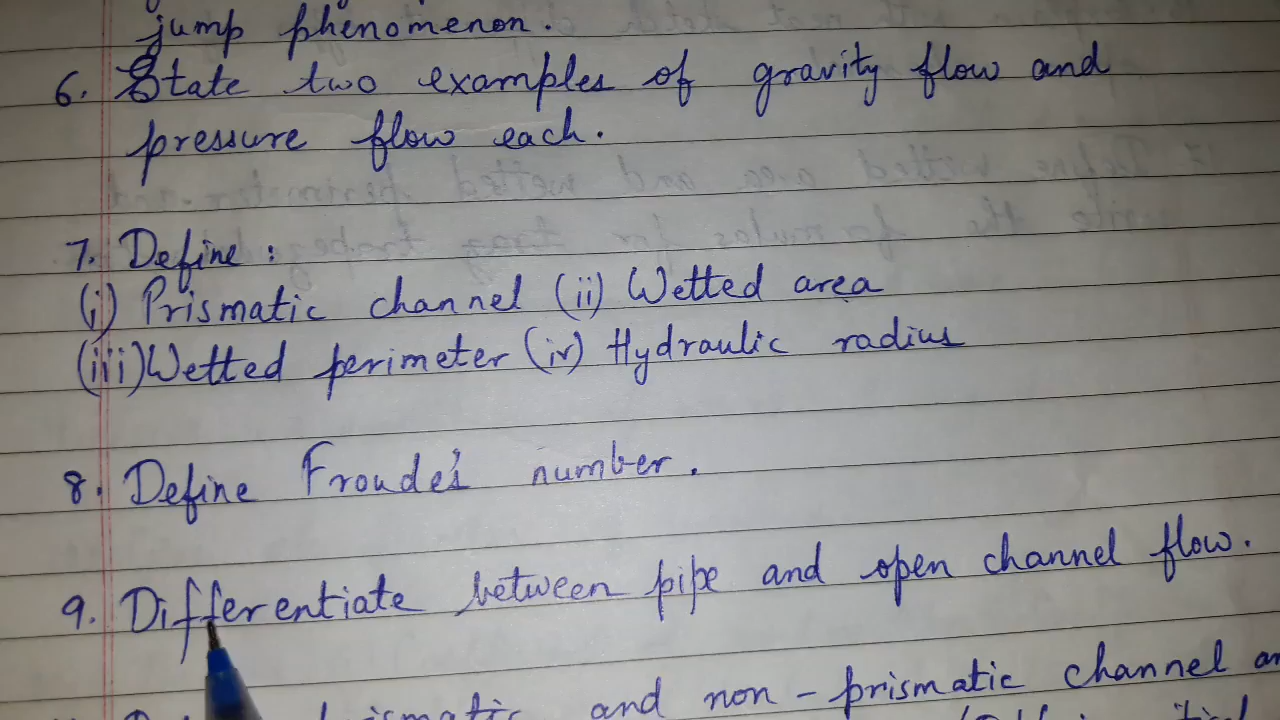 jump phenomenon.
6. State two examples of gravity flow and
pressure flow each.
7. Define :
(i) Prismatic channel (ii) Wetted area
(iii) Wetted perimeter (iv) Hydraulic radius
8. Define Froude's number.
9. Differentiate between pipe and open channel flow.
and non-prismatic channel